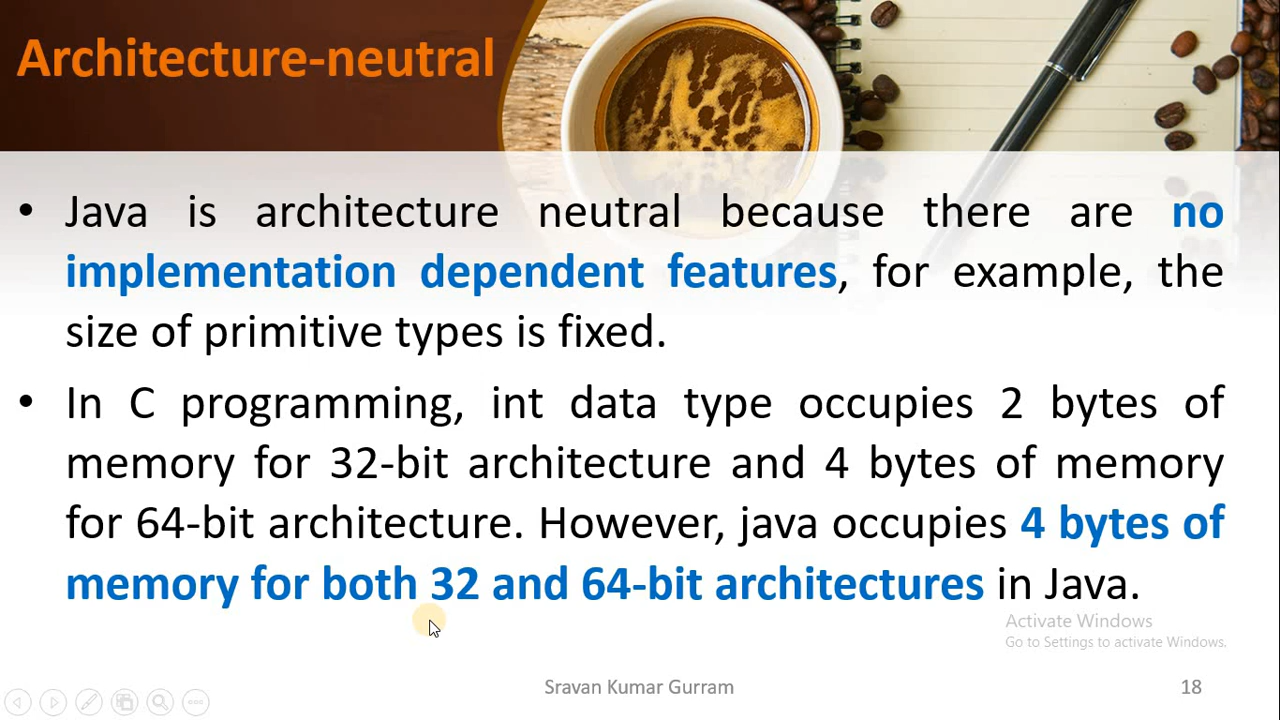 Architecture-neutral
• Java is architecture neutral because there are no
implementation dependent features, for example, the
size of primitive types is fixed.
• In C programming, int data type occupies 2 bytes of
memory for 32-bit architecture and 4 bytes of memory
for 64-bit architecture. However, java occupies 4 bytes of
memory for both 32 and 64-bit architectures in Java.
Activate Windows
Go to Settings to activate Windows.
Sravan Kumar Gurram
18